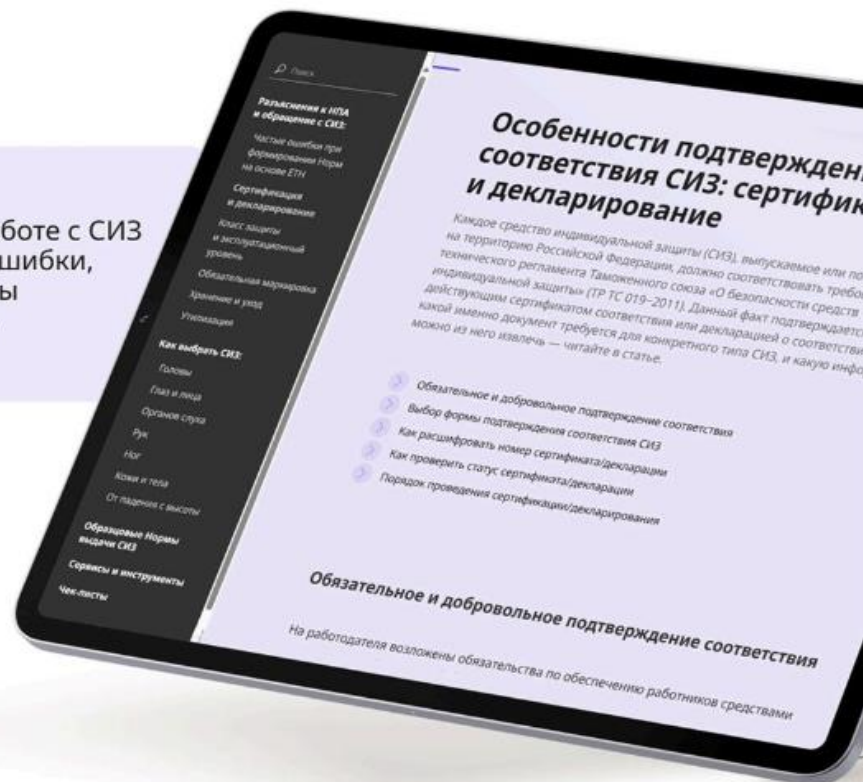 боте с СИЗ
шибки,
ы
Поиск
Разъяснения к НПА
и обращение с СИЗ:
Частые ошибки при
формировании Норм
на основе ЕТН
Сертификация
и декларирование
Класс защиты
и эксплуатационный
уровень
Обязательная маркировка
Хранение и уход
Утилизация
Как выбрать СИЗ:
Головы
Глаз и лица
Органов слуха
Рук
Ног
Кожи и тела
От падения с высоты
Образцовые Нормы
выдачи СИЗ
Сервисы и инструменты
Чек-листы
Особенности подтвержден
соответствия СИЗ: сертифик
и декларирование
Каждое средство индивидуальной защиты (СИЗ), выпускаемое или по
на территорию Российской Федерации, должно соответствовать требо
технического регламента Таможенного союза «О безопасности средств
индивидуальной защиты» (ТР ТС 019–2011). Данный факт подтверждаетс
действующим сертификатом соответствия или декларацией о соответстви
какой именно документ требуется для конкретного типа СИЗ, и какую инфо
можно из него извлечь — читайте в статье.
Обязательное и добровольное подтверждение соответствия
Выбор формы подтверждения соответствия СИЗ
Как расшифровать номер сертификата/декларации
Как проверить статус сертификата/декларации
Порядок проведения сертификации/декларирования
Обязательное и добровольное подтверждение соответствия
На работодателя возложены обязательства по обеспечению работников средствами